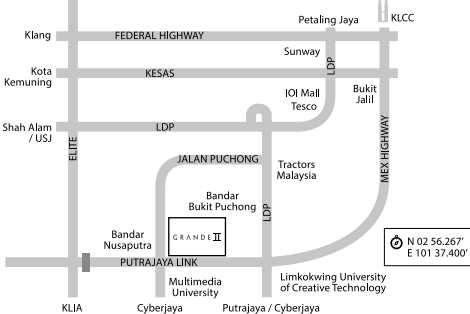 Petaling Jaya
KLCC
Klang
FEDERAL HIGHWAY
Sunway
LDP
Kota
Kemuning
KESAS
IOI Mall
Tesco
Bukit
Jalil
Shah Alam
/ USJ
LDP
ELITE
MEX HIGHWAY
JALAN PUCHONG
Tractors
Malaysia
Bandar
Bukit Puchong
LDP
Bandar
Nusaputra
GRANDE II
N 02 56.267'
E 101 37.400'
PUTRAJAYA LINK
Multimedia
University
Limkokwing University
of Creative Technology
KLIA
Cyberjaya
Putrajaya / Cyberjaya